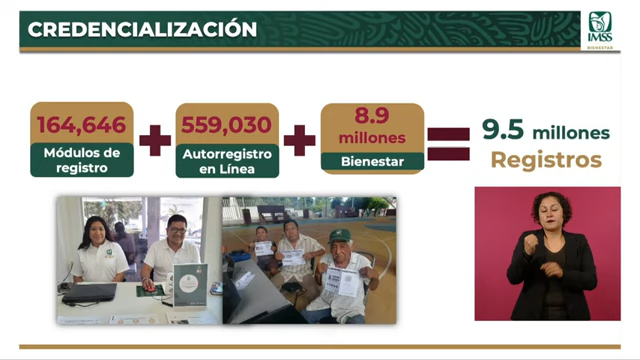 CREDENCIALIZACIÓN
IMSS
BIENESTAR
164,646
Módulos de
registro
+
559,030
Autorregistro
en Línea
+
8.9
millones
Bienestar
=
9.5 millones
Registros